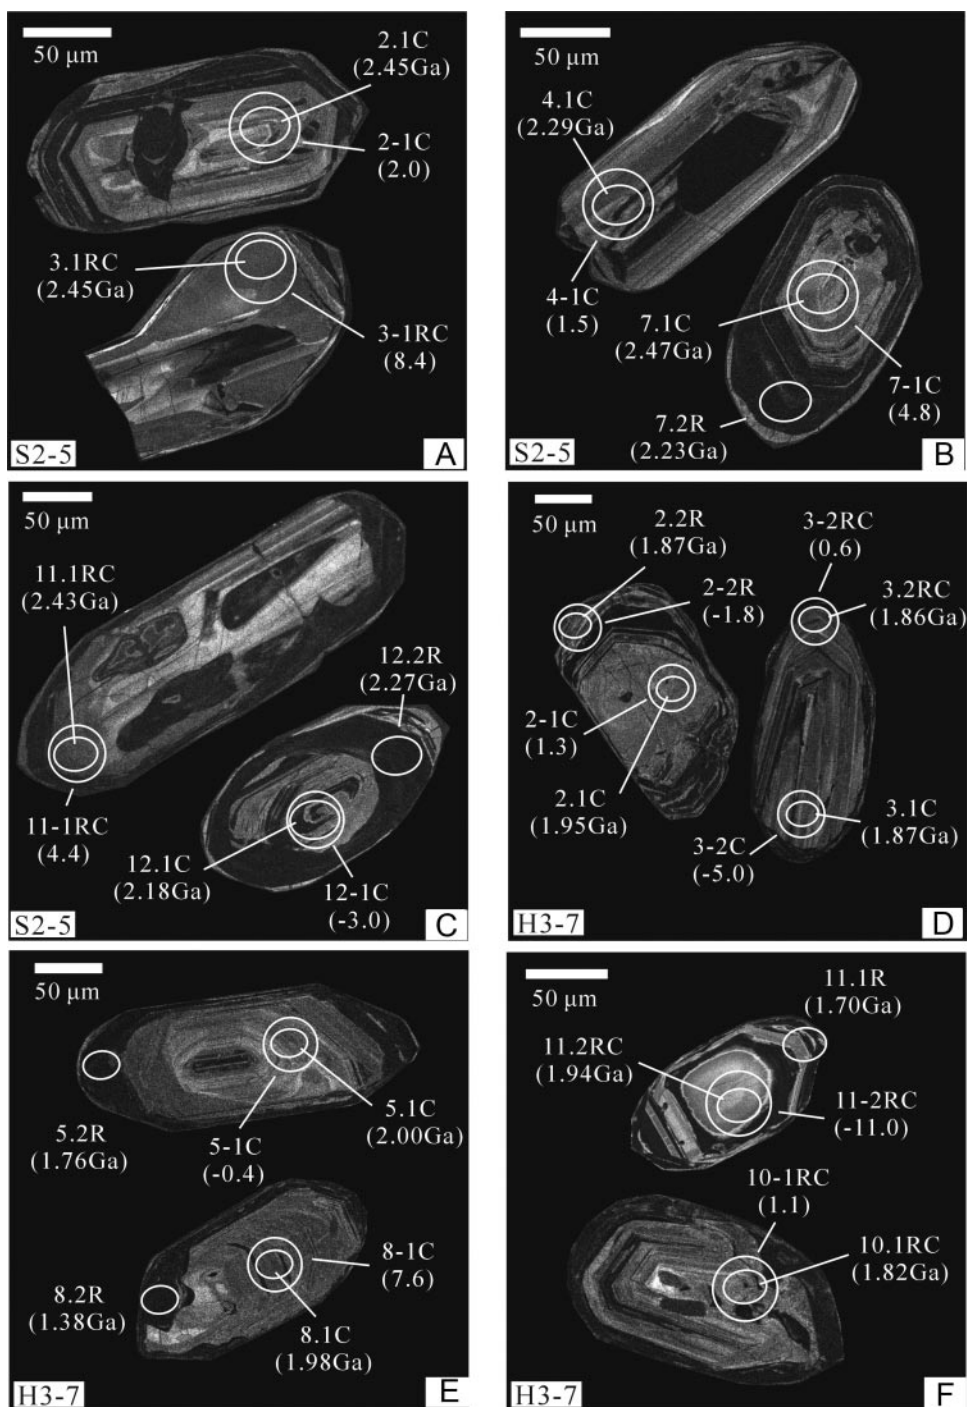 50 μm
2.1C
(2.45Ga)
2-1C
(2.0)
3.1RC
(2.45Ga)
3-1RC
(8.4)
S2-5
A
50 μm
4.1C
(2.29Ga)
4-1C
(1.5)
7.1C
(2.47Ga)
7-1C
(4.8)
7.2R
(2.23Ga)
S2-5
B
50 μm
11.1RC
(2.43Ga)
12.2R
(2.27Ga)
11-1RC
(4.4)
12.1C
(2.18Ga)
12-1C
(-3.0)
S2-5
C
50 μm
2.2R
(1.87Ga)
2-2R
(-1.8)
3-2RC
(0.6)
3.2RC
(1.86Ga)
2-1C
(1.3)
2.1C
(1.95Ga)
3-2C
(-5.0)
3.1C
(1.87Ga)
H3-7
D
50 μm
5.2R
(1.76Ga)
5-1C
(-0.4)
5.1C
(2.00Ga)
8.2R
(1.38Ga)
8-1C
(7.6)
8.1C
(1.98Ga)
H3-7
E
50 μm
11.1R
(1.70Ga)
11.2RC
(1.94Ga)
11-2RC
(-11.0)
10-1RC
(1.1)
10.1RC
(1.82Ga)
H3-7
F